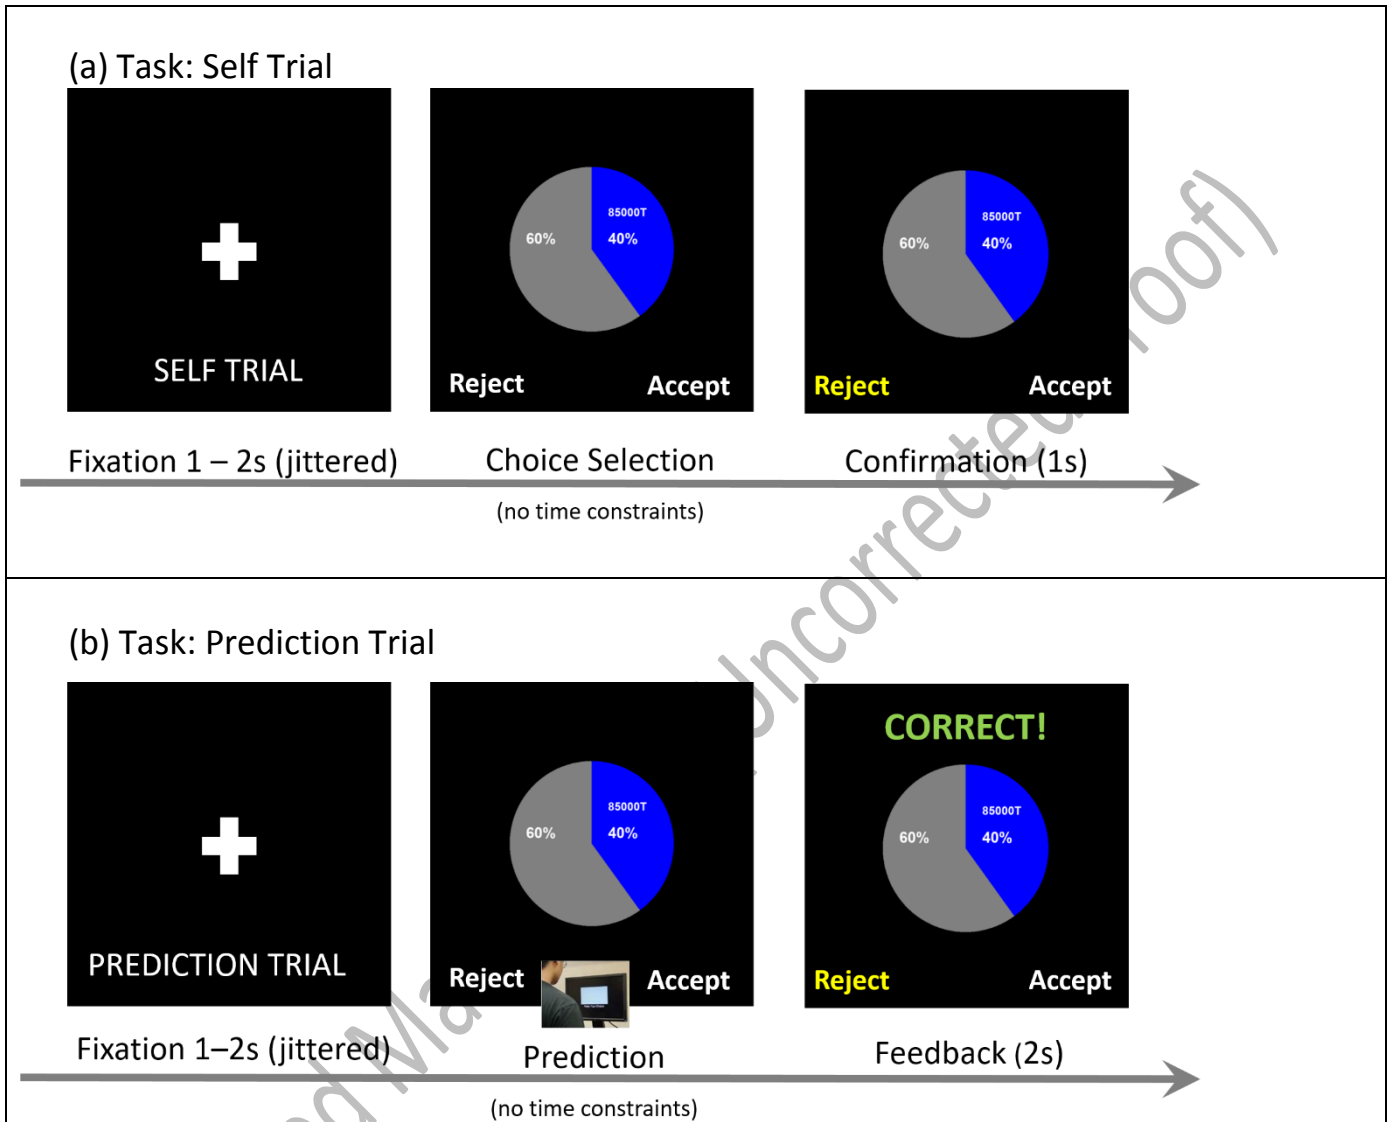 (a) Task: Self Trial
SELF TRIAL
60%
85000T
40%
Reject
Accept
60%
85000T
40%
Reject
Accept
Fixation 1 – 2s (jittered)
Choice Selection
Confirmation (1s)
(no time constraints)
(b) Task: Prediction Trial
PREDICTION TRIAL
60%
85000T
40%
Reject
Accept
CORRECT!
60%
85000T
40%
Reject
Accept
Fixation 1–2s (jittered)
Prediction
Feedback (2s)
(no time constraints)